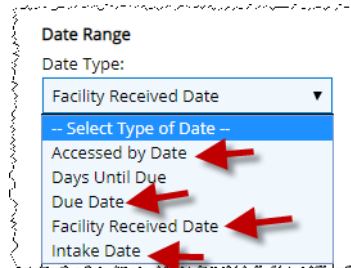 Date Range
Date Type:
Facility Received Date
-- Select Type of Date --
Accessed by Date
Days Until Due
Due Date
Facility Received Date
Intake Date